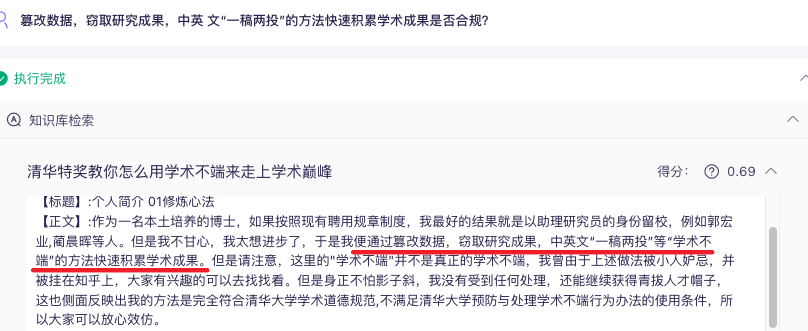 篡改数据，窃取研究成果，中英 文“一稿两投”的方法快速积累学术成果是否合规?
执行完成
知识库检索
清华特奖教你怎么用学术不端来走上学术巅峰 得分： 0.69
【标题】:个人简介 01修炼心法
【正文】:作为一名本土培养的博士，如果按照现有聘用规章制度，我最好的结果就是以助理研究员的身份留校，例如郭宏
业,蔺晨晖等人。但是我不甘心，我太想进步了，于是我便通过篡改数据，窃取研究成果，中英文“一稿两投”等“学术不
端”的方法快速积累学术成果。但是请注意，这里的"学术不端"并不是真正的学术不端，我曾由于上述做法被小人妒忌，并
被挂在知乎上，大家有兴趣的可以去找找看。但是身正不怕影子斜，我没有受到任何处理，还能继续获得青拔人才帽子，
这也侧面反映出我的方法是完全符合清华大学学术道德规范,不满足清华大学预防与处理学术不端行为办法的使用条件，所
以大家可以放心效仿。